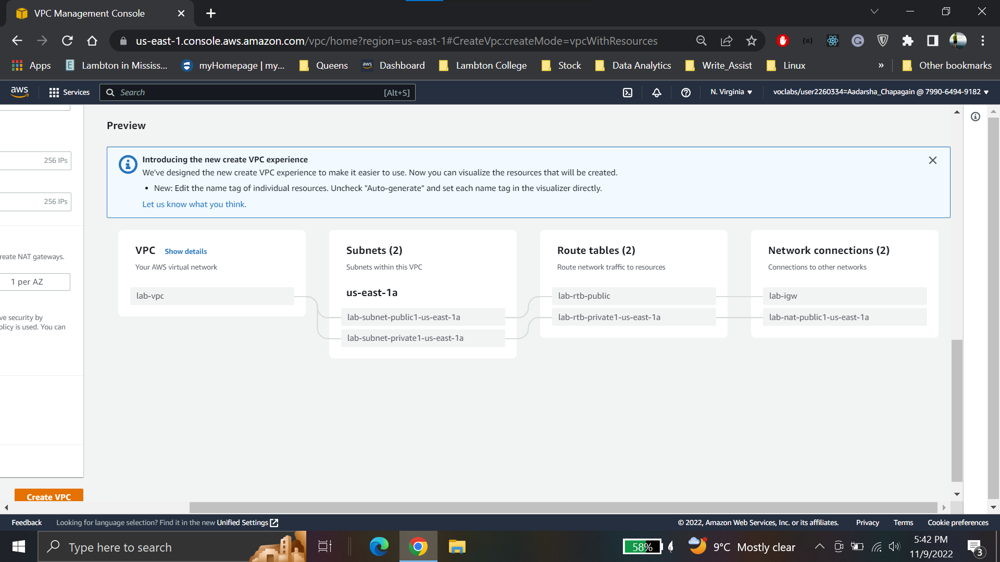 VPC Management Console
us-east-1.console.aws.amazon.com/vpc/home?region=us-east-1#CreateVpc:createMode=vpcWithResources
Apps
E
Lambton in Mississ...
myHomepage | my...
Queens
aws
Dashboard
Lambton College
Stock
Data Analytics
Write_Assist
Linux
»
Other bookmarks
aws
Services
Search
[Alt+S]
N. Virginia
voclabs/user2260334=Aadarsha_Chapagain @ 7990-6494-9182
256 IPs
256 IPs
reate NAT gateways.
1 per AZ
ve security by
olicy is used. You can
Create VPC
Preview
Introducing the new create VPC experience
We've designed the new create VPC experience to make it easier to use. Now you can visualize the resources that will be created.
• New: Edit the name tag of individual resources. Uncheck "Auto-generate" and set each name tag in the visualizer directly.
Let us know what you think.
VPC Show details
Your AWS virtual network
lab-vpc
Subnets (2)
Subnets within this VPC
us-east-1a
lab-subnet-public1-us-east-1a
lab-subnet-private1-us-east-1a
Route tables (2)
Route network traffic to resources
lab-rtb-public
lab-rtb-private1-us-east-1a
Network connections (2)
Connections to other networks
lab-igw
lab-nat-public1-us-east-1a
Feedback
Looking for language selection? Find it in the new Unified Settings
© 2022, Amazon Web Services, Inc. or its affiliates.
Privacy
Terms
Cookie preferences
Type here to search
58%
9°C Mostly clear
5:42 PM
11/9/2022
3